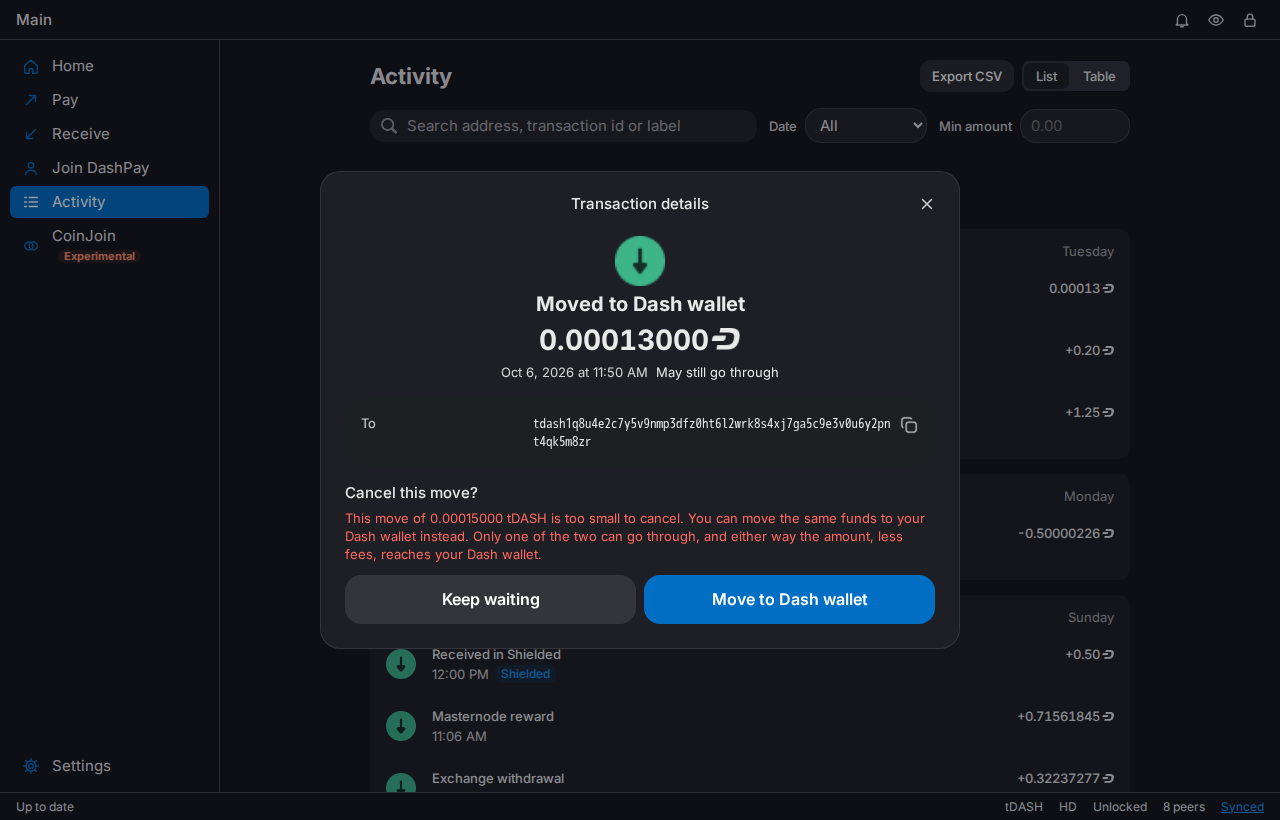 Main
Home
Pay
Receive
Join DashPay
Activity
CoinJoin
Experimental
Settings
Activity
Export CSV
List
Table
Search address, transaction id or label
Date
All
Min amount
0.00
Tuesday
0.00013
+0.20
+1.25
Monday
-0.50000226
Sunday
Transaction details
Moved to Dash wallet
0.00013000
Oct 6, 2026 at 11:50 AM May still go through
To
tdash1q8u4e2c7y5v9nmp3dfz0ht6l2wrk8s4xj7ga5c9e3v0u6y2pn
t4qk5m8zr
Cancel this move?
This move of 0.00015000 tDASH is too small to cancel. You can move the same funds to your
Dash wallet instead. Only one of the two can go through, and either way the amount, less
fees, reaches your Dash wallet.
Keep waiting
Move to Dash wallet
Received in Shielded
+0.50
12:00 PM Shielded
Masternode reward
+0.71561845
11:06 AM
Exchange withdrawal
+0.32237277
Up to date
tDASH
HD
Unlocked
8 peers
Synced